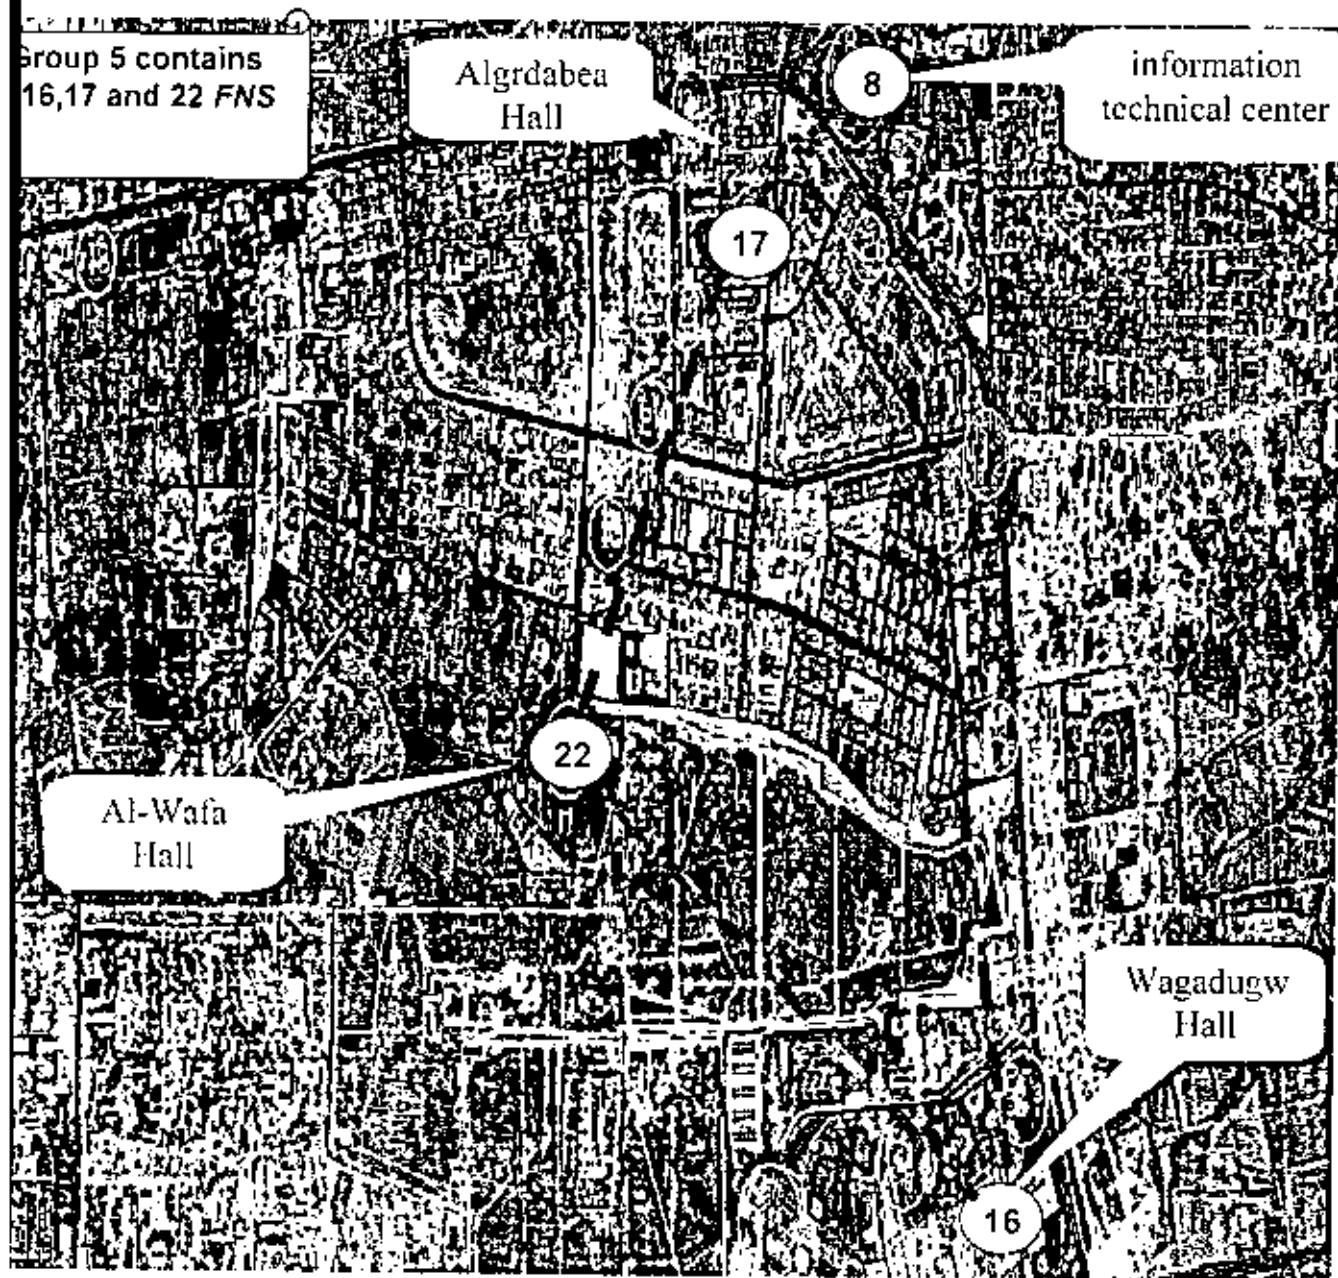 Group 5 contains
16,17 and 22 FNS
Algrdabea
Hall
8
information
technical center
17
22
Al-Wafa
Hall
Wagadugw
Hall
16